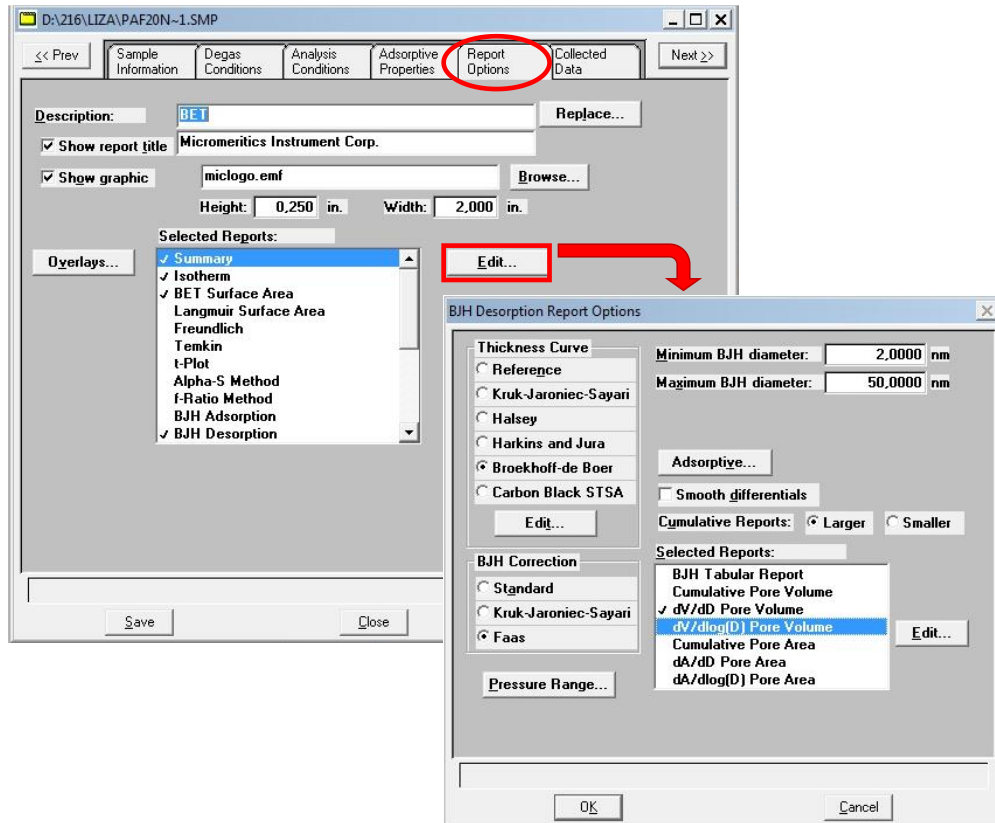 D:\216\LIZA\PAF20N~1.SMP
<< Prev
Sample Information
Degas Conditions
Analysis Conditions
Adsorptive Properties
Report Options
Collected Data
Next >>
Description: BET Replace...
Show report title Micromeritics Instrument Corp.
Show graphic miclogo.emf Browse...
Height: 0,250 in. Width: 2,000 in.
Selected Reports:
Overlays...
Summary
Isotherm
BET Surface Area
Langmuir Surface Area
Freundlich
Temkin
t-Plot
Alpha-S Method
f-Ratio Method
BJH Adsorption
BJH Desorption
Edit...
Save
Close
BJH Desorption Report Options
Thickness Curve
Reference
Kruk-Jaroniec-Sayari
Halsey
Harkins and Jura
Broekhoff-de Boer
Carbon Black STSA
Edit...
BJH Correction
Standard
Kruk-Jaroniec-Sayari
Faas
Pressure Range...
Minimum BJH diameter: 2,0000 nm
Maximum BJH diameter: 50,0000 nm
Adsorptive...
Smooth differentials
Cumulative Reports: Larger Smaller
Selected Reports:
BJH Tabular Report
Cumulative Pore Volume
dV/dD Pore Volume
dV/dlog(D) Pore Volume
Cumulative Pore Area
dA/dD Pore Area
dA/dlog(D) Pore Area
Edit...
OK
Cancel